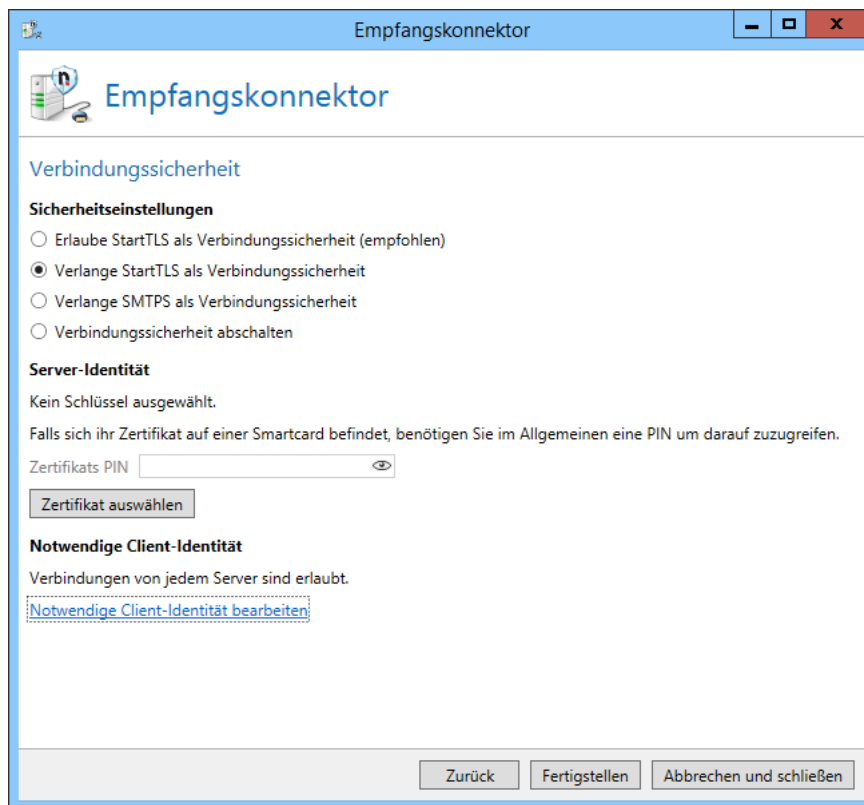 Empfangskonnektor
Empfangskonnektor
Verbindungssicherheit
Sicherheitseinstellungen
Erlaube StartTLS als Verbindungssicherheit (empfohlen)
Verlange StartTLS als Verbindungssicherheit
Verlange SMTPS als Verbindungssicherheit
Verbindungssicherheit abschalten
Server-Identität
Kein Schlüssel ausgewählt.
Falls sich ihr Zertifikat auf einer Smartcard befindet, benötigen Sie im Allgemeinen eine PIN um darauf zuzugreifen.
Zertifikats PIN
Zertifikat auswählen
Notwendige Client-Identität
Verbindungen von jedem Server sind erlaubt.
Notwendige Client-Identität bearbeiten
Zurück Fertigstellen Abbrechen und schließen